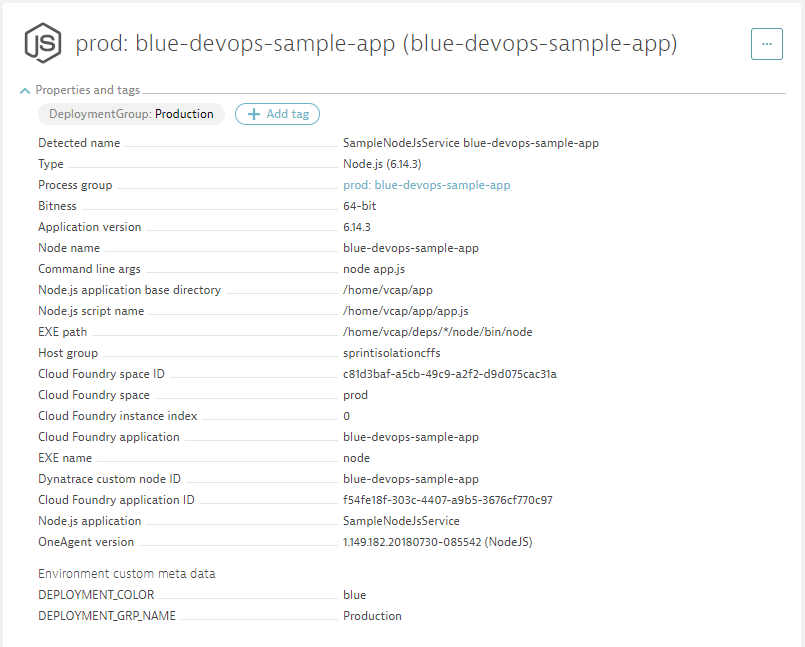 JS prod: blue-devops-sample-app (blue-devops-sample-app) ...
Properties and tags
DeploymentGroup: Production + Add tag
Detected name SampleNodeJsService blue-devops-sample-app
Type Node.js (6.14.3)
Process group prod: blue-devops-sample-app
Bitness 64-bit
Application version 6.14.3
Node name blue-devops-sample-app
Command line args node app.js
Node.js application base directory /home/vcap/app
Node.js script name /home/vcap/app/app.js
EXE path /home/vcap/deps/*/node/bin/node
Host group sprintisolationcffs
Cloud Foundry space ID c81d3baf-a5cb-49c9-a2f2-d9d075cac31a
Cloud Foundry space prod
Cloud Foundry instance index 0
Cloud Foundry application blue-devops-sample-app
EXE name node
Dynatrace custom node ID blue-devops-sample-app
Cloud Foundry application ID f54fe18f-303c-4407-a9b5-3676cf770c97
Node.js application SampleNodeJsService
OneAgent version 1.149.182.20180730-085542 (NodeJS)
Environment custom meta data
DEPLOYMENT_COLOR blue
DEPLOYMENT_GRP_NAME Production